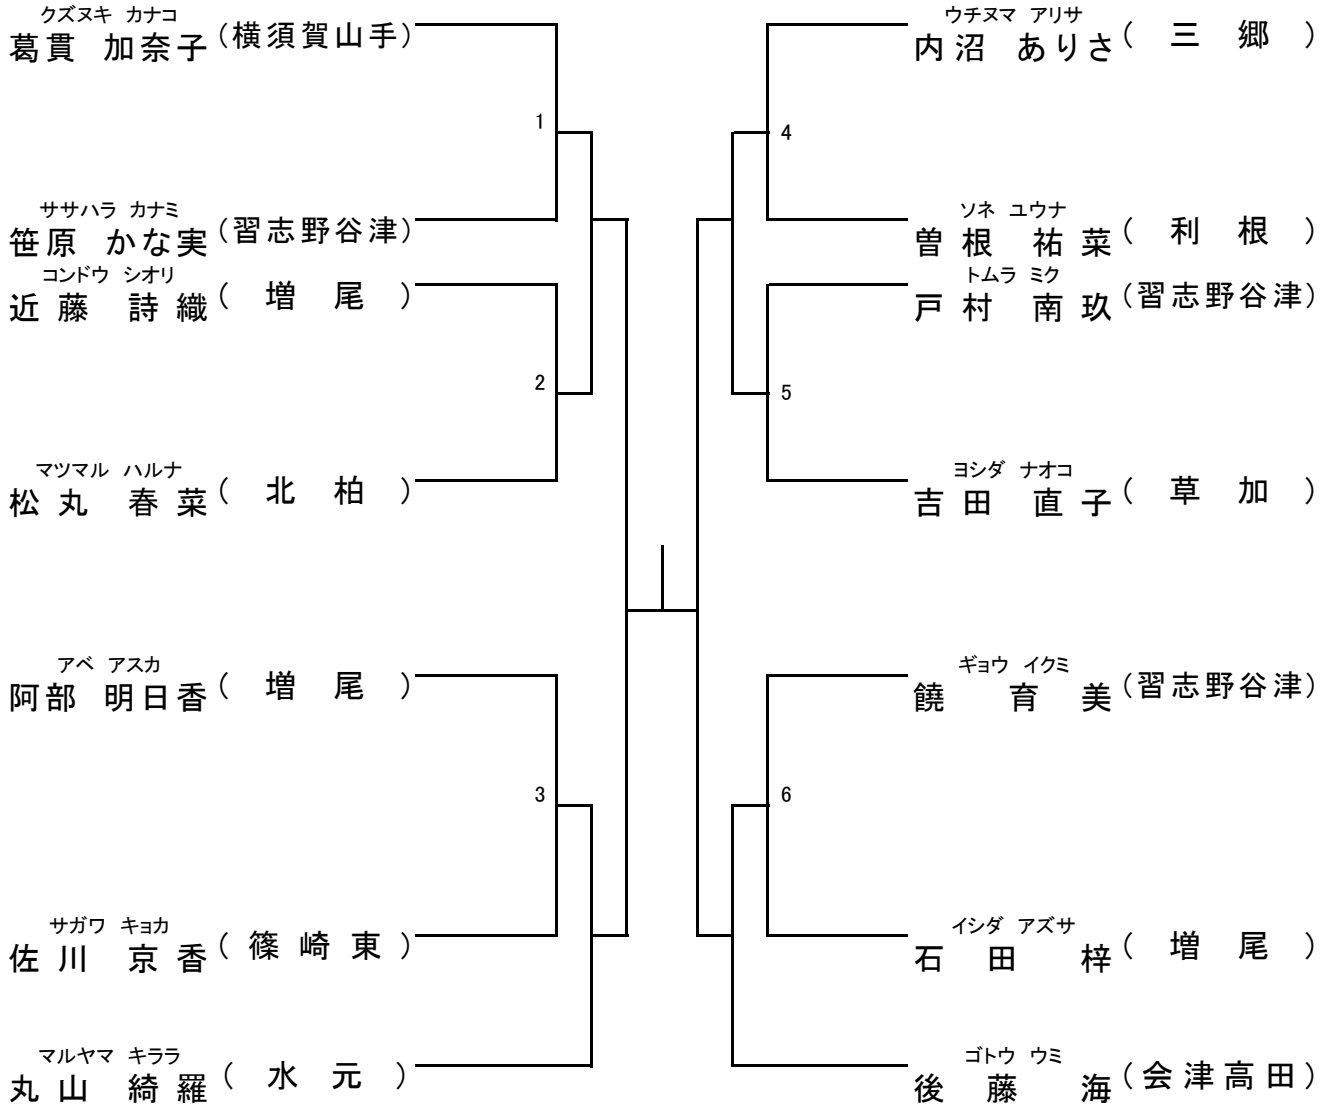 クズヌキ カナコ
葛貫 加奈子 (横須賀山手)
1
ササハラ カナミ
笹原 かな実 (習志野谷津)
コンドウ シオリ
近藤 詩織 (増尾)
2
マツマル ハルナ
松丸 春菜 (北柏)
アベ アスカ
阿部 明日香 (増尾)
3
サガワ キョカ
佐川 京香 (篠崎東)
マルヤマ キララ
丸山 綺羅 (水元)
ウチヌマ アリサ
内沼 ありさ (三郷)
4
ソネ ユウナ
曽根 祐菜 (利根)
トムラ ミク
戸村 南玖 (習志野谷津)
5
ヨシダ ナオコ
吉田 直子 (草加)
ギョウ イクミ
饒 育美 (習志野谷津)
6
イシダ アズサ
石田 梓 (増尾)
ゴトウ ウミ
後藤 海 (会津高田)